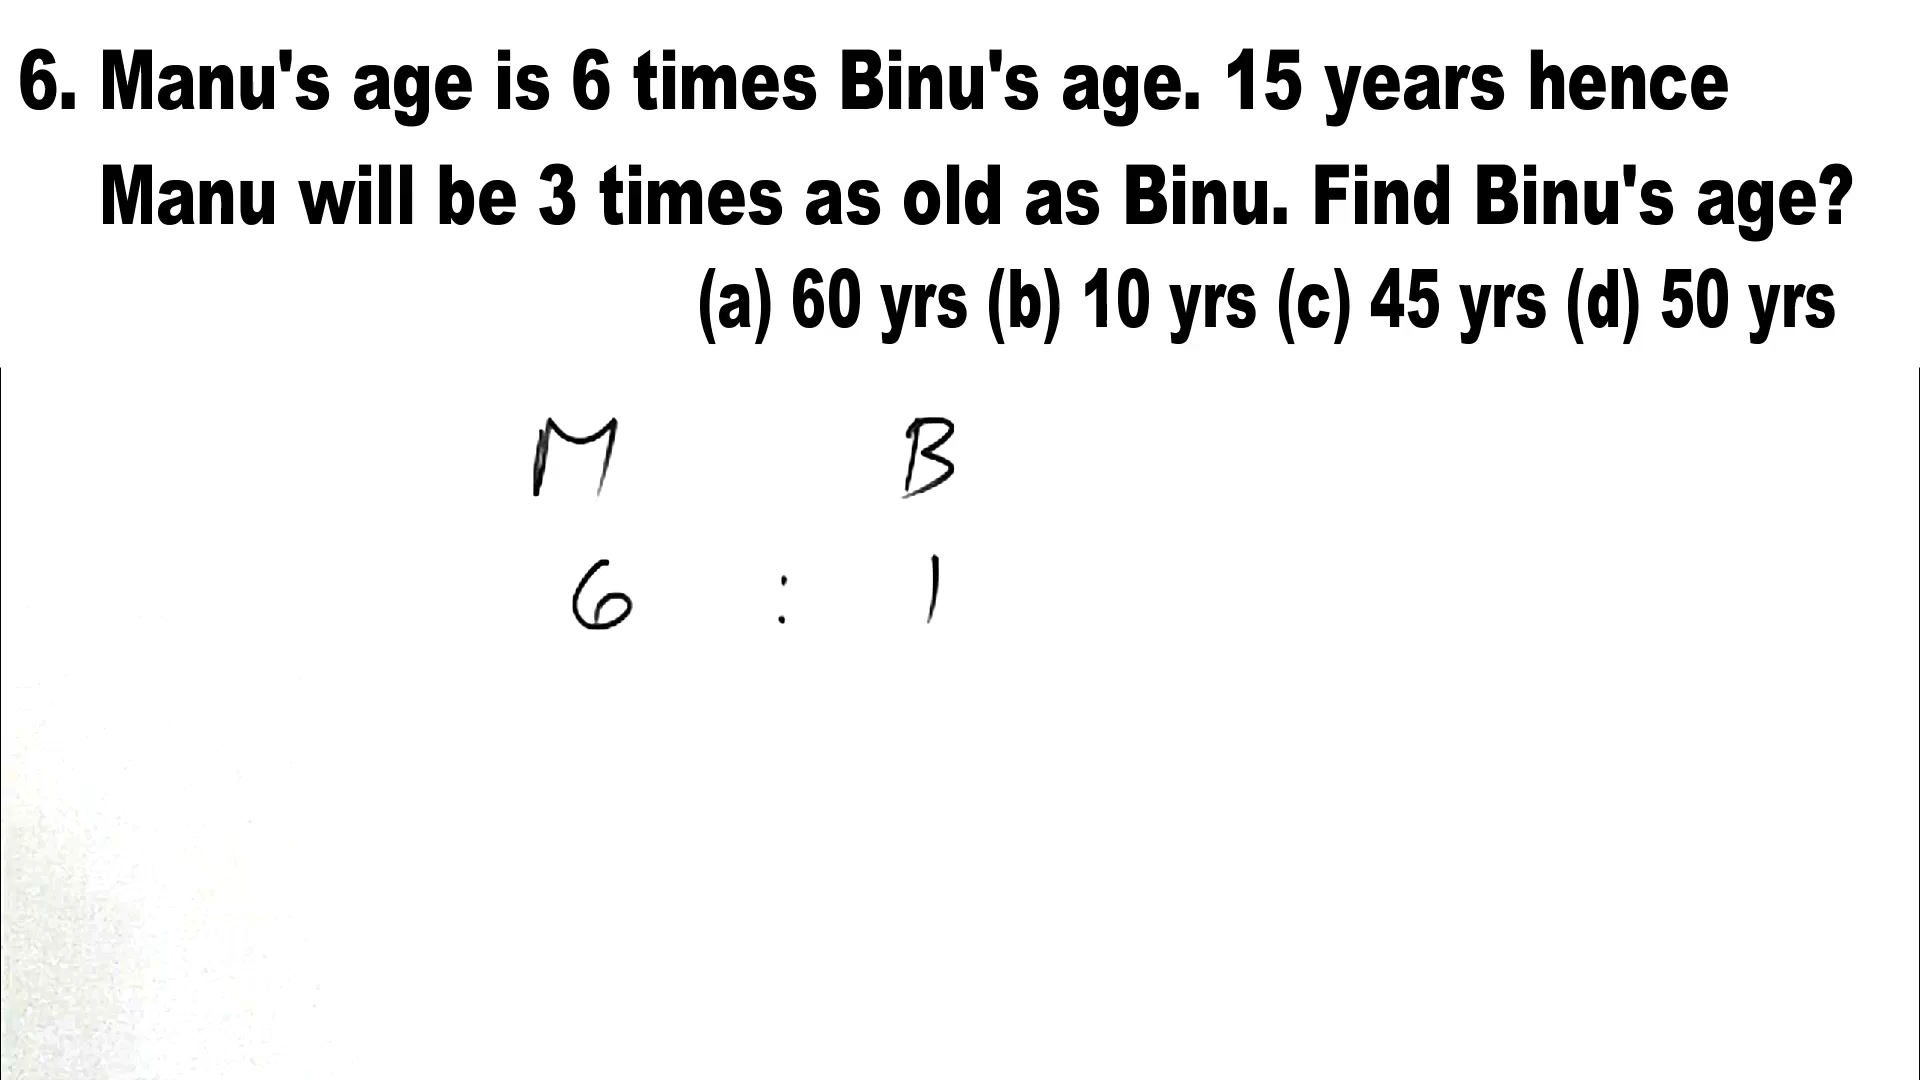 6. Manu's age is 6 times Binu's age. 15 years hence
Manu will be 3 times as old as Binu. Find Binu's age?
(a) 60 yrs (b) 10 yrs (c) 45 yrs (d) 50 yrs
M B
6 : 1